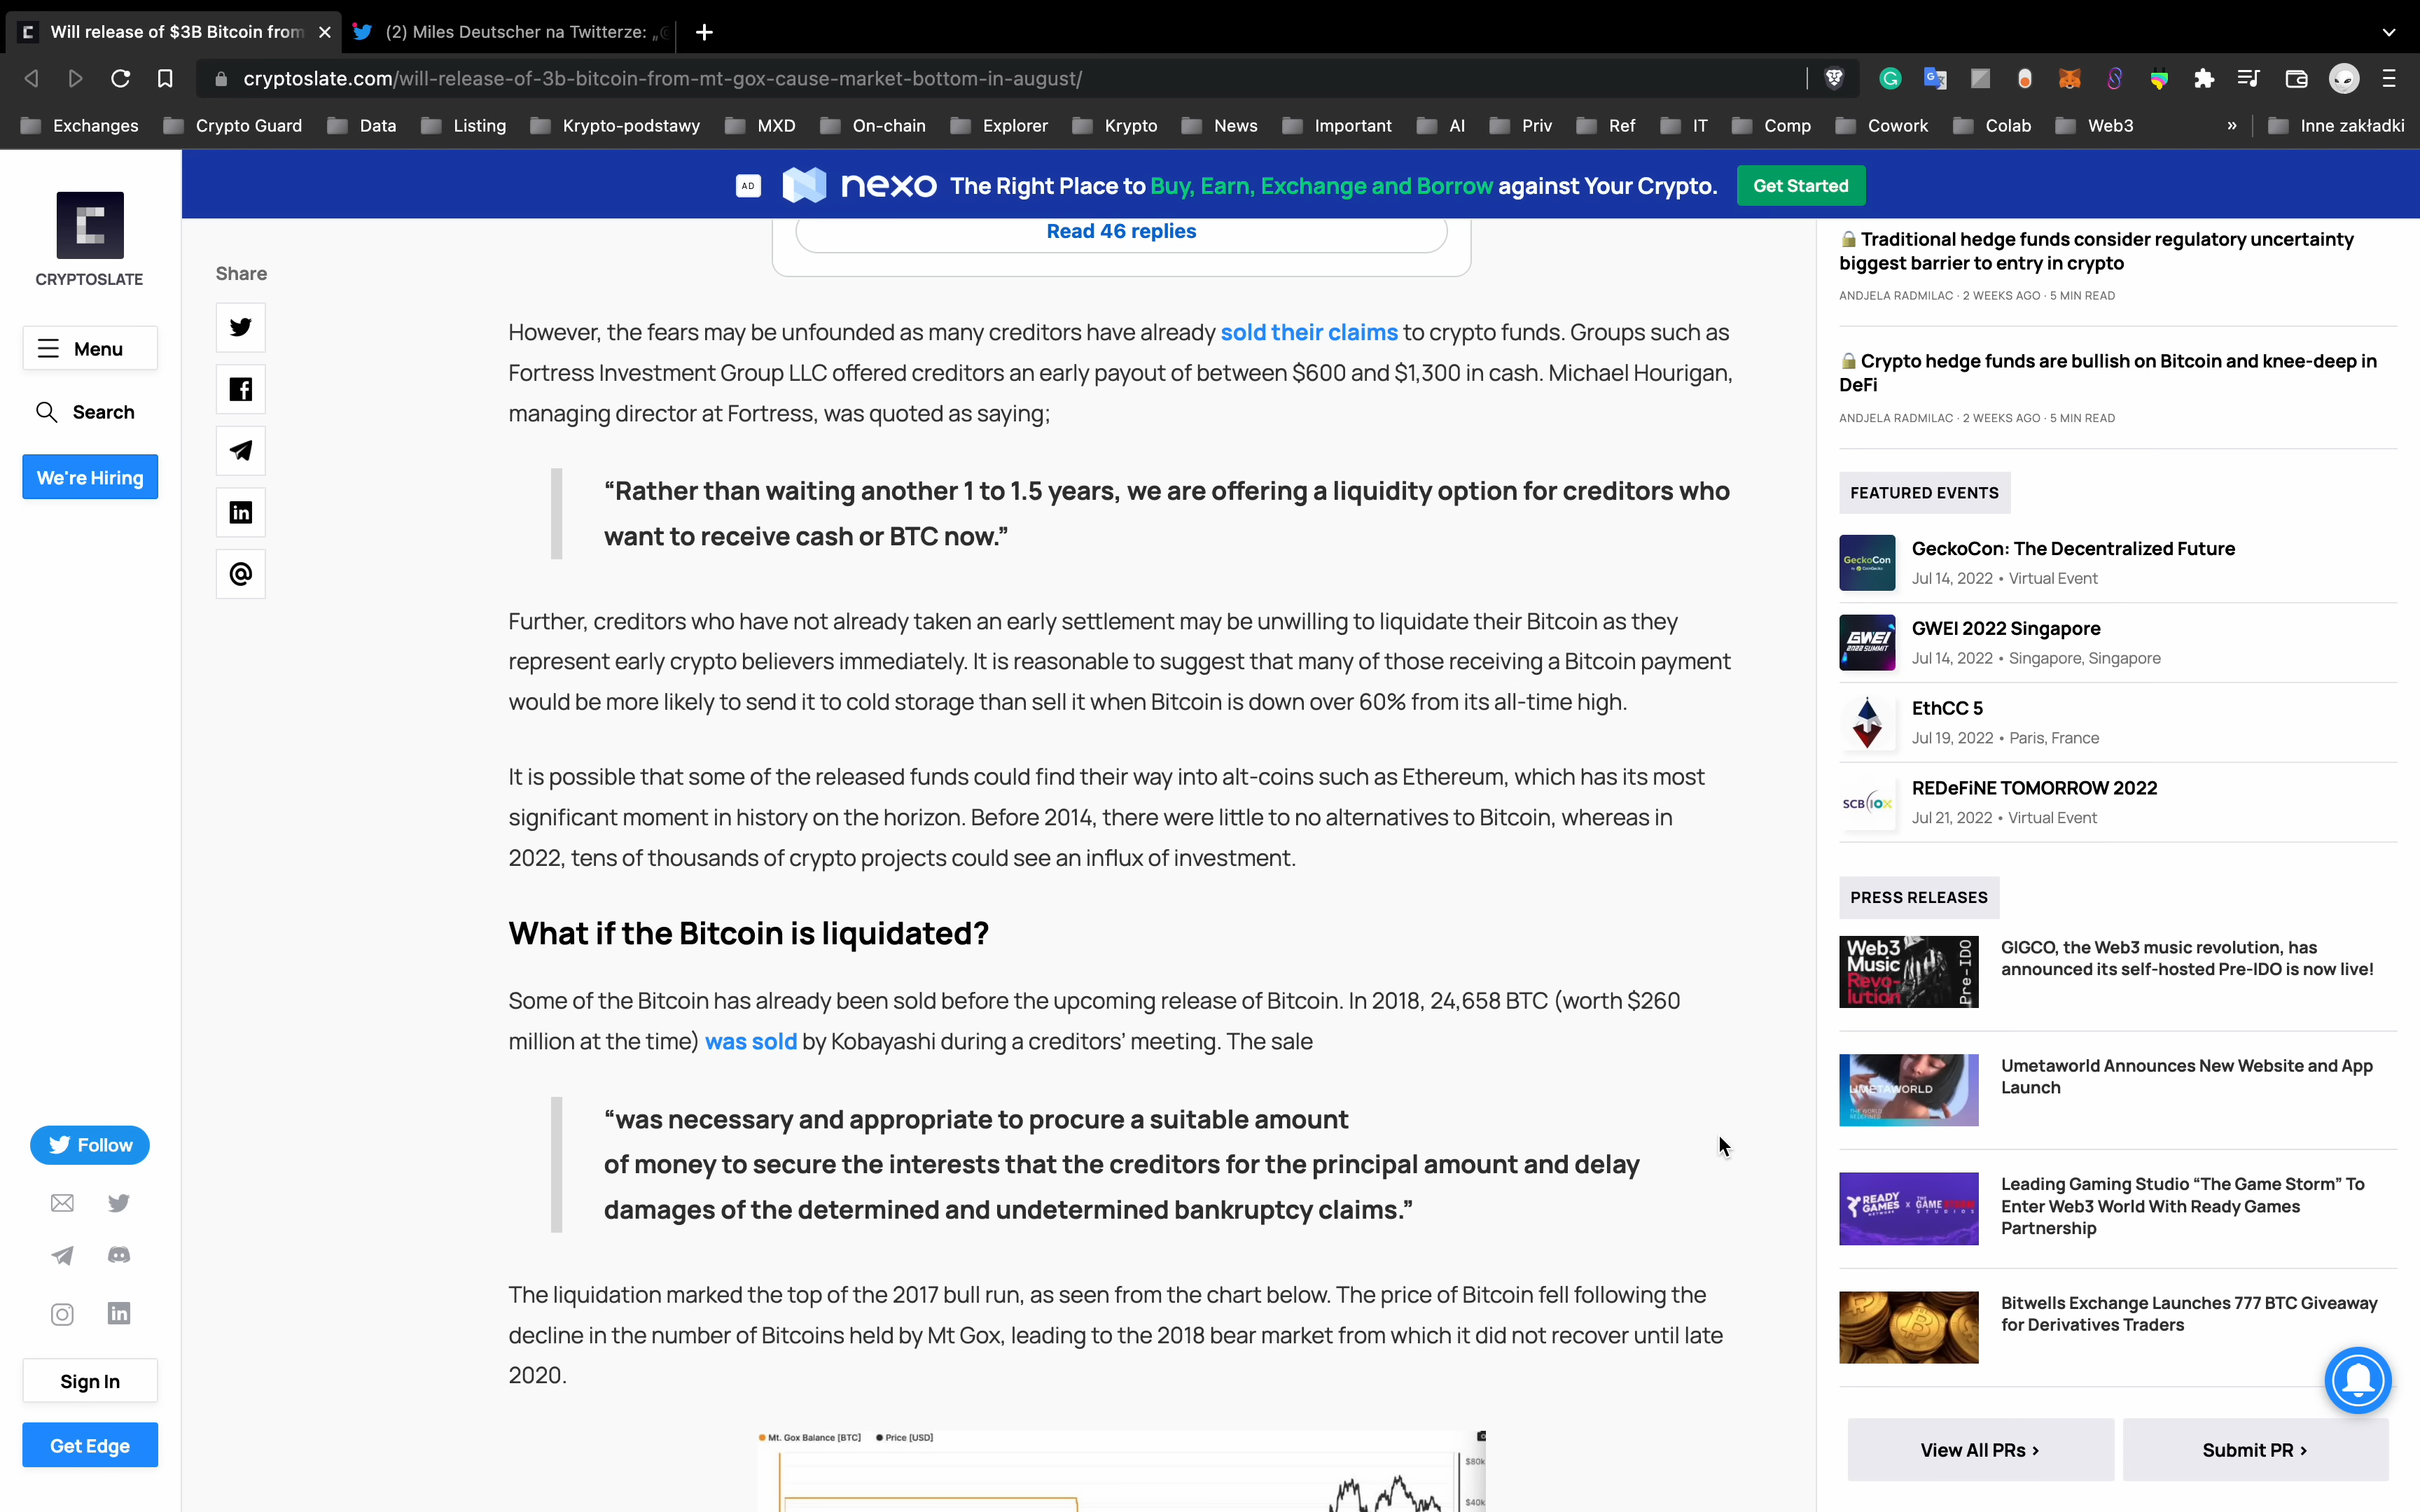 Will release of $3B Bitcoin from
(2) Miles Deutscher na Twitterze: „
cryptoslate.com/will-release-of-3b-bitcoin-from-mt-gox-cause-market-bottom-in-august/
Exchanges Crypto Guard Data Listing Krypto-podstawy MXD On-chain Explorer Krypto News Important AI Priv Ref IT Comp Cowork Colab Web3 » Inne zakładki
AD nexo The Right Place to Buy, Earn, Exchange and Borrow against Your Crypto. Get Started
CRYPTOSLATE
Menu
Search
We're Hiring
Follow
Sign In
Get Edge
Share
Read 46 replies
However, the fears may be unfounded as many creditors have already sold their claims to crypto funds. Groups such as
Fortress Investment Group LLC offered creditors an early payout of between $600 and $1,300 in cash. Michael Hourigan,
managing director at Fortress, was quoted as saying;
“Rather than waiting another 1 to 1.5 years, we are offering a liquidity option for creditors who
want to receive cash or BTC now.”
Further, creditors who have not already taken an early settlement may be unwilling to liquidate their Bitcoin as they
represent early crypto believers immediately. It is reasonable to suggest that many of those receiving a Bitcoin payment
would be more likely to send it to cold storage than sell it when Bitcoin is down over 60% from its all-time high.
It is possible that some of the released funds could find their way into alt-coins such as Ethereum, which has its most
significant moment in history on the horizon. Before 2014, there were little to no alternatives to Bitcoin, whereas in
2022, tens of thousands of crypto projects could see an influx of investment.
What if the Bitcoin is liquidated?
Some of the Bitcoin has already been sold before the upcoming release of Bitcoin. In 2018, 24,658 BTC (worth $260
million at the time) was sold by Kobayashi during a creditors’ meeting. The sale
“was necessary and appropriate to procure a suitable amount
of money to secure the interests that the creditors for the principal amount and delay
damages of the determined and undetermined bankruptcy claims.”
The liquidation marked the top of the 2017 bull run, as seen from the chart below. The price of Bitcoin fell following the
decline in the number of Bitcoins held by Mt Gox, leading to the 2018 bear market from which it did not recover until late
2020.
Mt. Gox Balance [BTC] Price [USD]
$80k
$40k
Traditional hedge funds consider regulatory uncertainty
biggest barrier to entry in crypto
ANDJELA RADMILAC · 2 WEEKS AGO · 5 MIN READ
Crypto hedge funds are bullish on Bitcoin and knee-deep in
DeFi
ANDJELA RADMILAC · 2 WEEKS AGO · 5 MIN READ
FEATURED EVENTS
GeckoCon
GeckoCon: The Decentralized Future
Jul 14, 2022 • Virtual Event
GWEI
2022 SUMMIT
GWEI 2022 Singapore
Jul 14, 2022 • Singapore, Singapore
EthCC 5
Jul 19, 2022 • Paris, France
SCB 10X
REDeFiNE TOMORROW 2022
Jul 21, 2022 • Virtual Event
PRESS RELEASES
Web3
Music
Revo-
lution
Pre-IDO
GIGCO, the Web3 music revolution, has
announced its self-hosted Pre-IDO is now live!
UMETAWORLD
Umetaworld Announces New Website and App
Launch
READY
GAMES
X
THE
GAME
STUDIOS
Leading Gaming Studio “The Game Storm” To
Enter Web3 World With Ready Games
Partnership
Bitwells Exchange Launches 777 BTC Giveaway
for Derivatives Traders
View All PRs ›
Submit PR ›